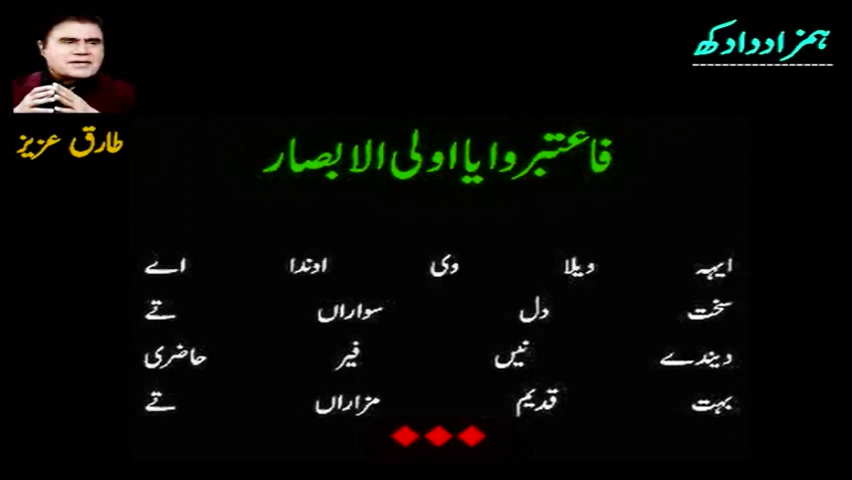 ہمزاد دا دکھ
طارق عزیز
فاعتبروا یا اولی الابصار
ایہہ ویلا وی اوندا اے
سخت دل سواراں تے
دیندے نیں فیر حاضری
بہت قدیم مزاراں تے